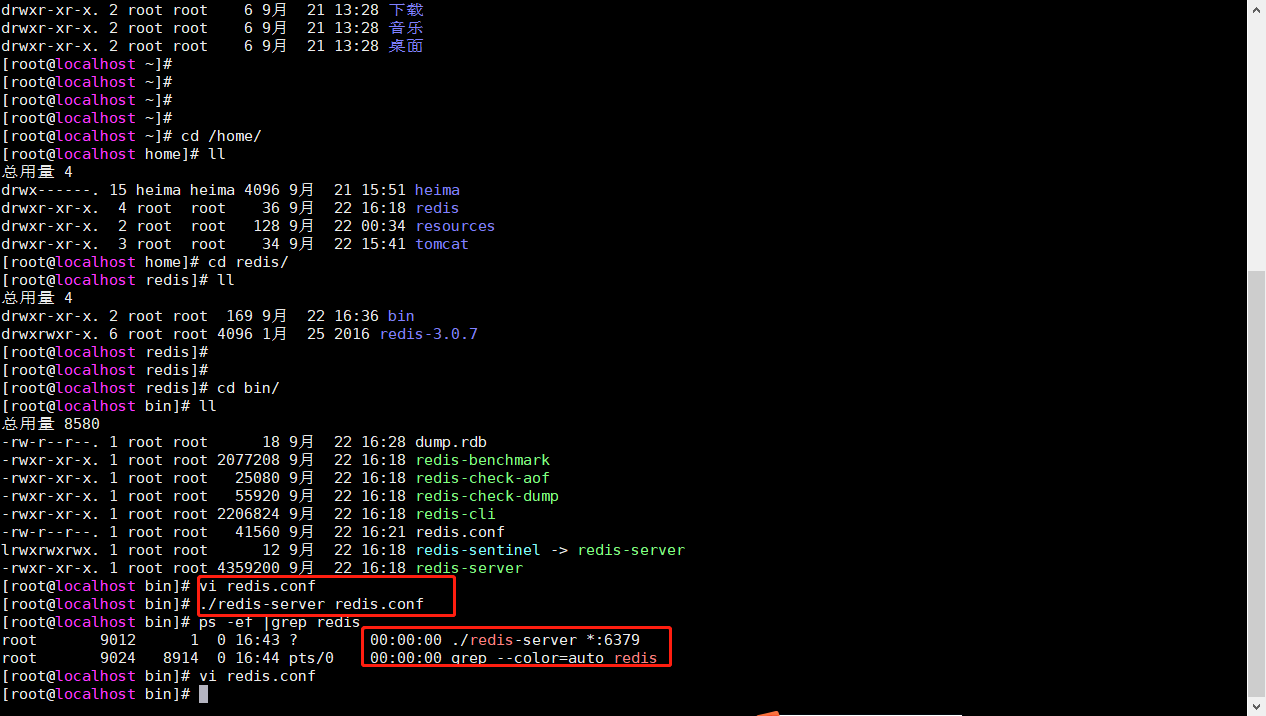 drwxr-xr-x. 2 root root    6 9月  21 13:28 下载
drwxr-xr-x. 2 root root    6 9月  21 13:28 音乐
drwxr-xr-x. 2 root root    6 9月  21 13:28 桌面
[root@localhost ~]#
[root@localhost ~]#
[root@localhost ~]#
[root@localhost ~]#
[root@localhost ~]# cd /home/
[root@localhost home]# ll
总用量 4
drwx------. 15 heima heima 4096 9月  21 15:51 heima
drwxr-xr-x.  4 root  root    36 9月  22 16:18 redis
drwxr-xr-x.  2 root  root   128 9月  22 00:34 resources
drwxr-xr-x.  3 root  root    34 9月  22 15:41 tomcat
[root@localhost home]# cd redis/
[root@localhost redis]# ll
总用量 4
drwxr-xr-x. 2 root root  169 9月  22 16:36 bin
drwxrwxr-x. 6 root root 4096 1月  25 2016 redis-3.0.7
[root@localhost redis]#
[root@localhost redis]#
[root@localhost redis]# cd bin/
[root@localhost bin]# ll
总用量 8580
-rw-r--r--. 1 root root      18 9月  22 16:28 dump.rdb
-rwxr-xr-x. 1 root root 2077208 9月  22 16:18 redis-benchmark
-rwxr-xr-x. 1 root root   25080 9月  22 16:18 redis-check-aof
-rwxr-xr-x. 1 root root   55920 9月  22 16:18 redis-check-dump
-rwxr-xr-x. 1 root root 2206824 9月  22 16:18 redis-cli
-rw-r--r--. 1 root root   41560 9月  22 16:21 redis.conf
lrwxrwxrwx. 1 root root      12 9月  22 16:18 redis-sentinel -> redis-server
-rwxr-xr-x. 1 root root 4359200 9月  22 16:18 redis-server
[root@localhost bin]# vi redis.conf
[root@localhost bin]# ./redis-server redis.conf
[root@localhost bin]# ps -ef |grep redis
root       9012      1  0 16:43 ?    00:00:00 ./redis-server *:6379
root       9024   8914  0 16:44 pts/0    00:00:00 grep --color=auto redis
[root@localhost bin]# vi redis.conf
[root@localhost bin]#